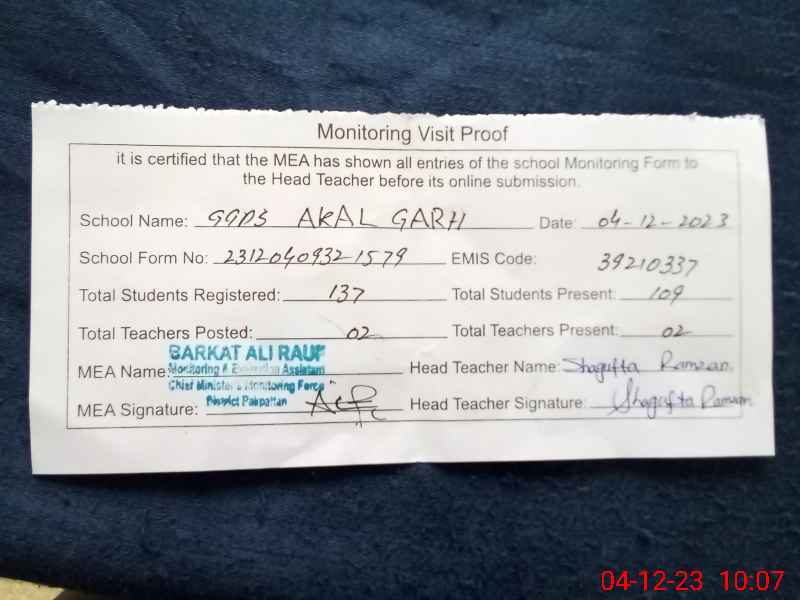 Monitoring Visit Proof
it is certified that the MEA has shown all entries of the school Monitoring Form to
the Head Teacher before its online submission.
School Name: GGPS AKAL GARH Date: 04-12-2023
School Form No: 2312040932-1579 EMIS Code: 39210337
Total Students Registered: 137 Total Students Present: 109
Total Teachers Posted: 02 Total Teachers Present: 02
BARKAT ALI RAUF
MEA Name: Monitoring & Evaluation Assistant Head Teacher Name: Shagufta Ramzan
Chief Minister's Monitoring Force
District Pakpattan
MEA Signature: Head Teacher Signature: Shagufta Ramzan
04-12-23 10:07